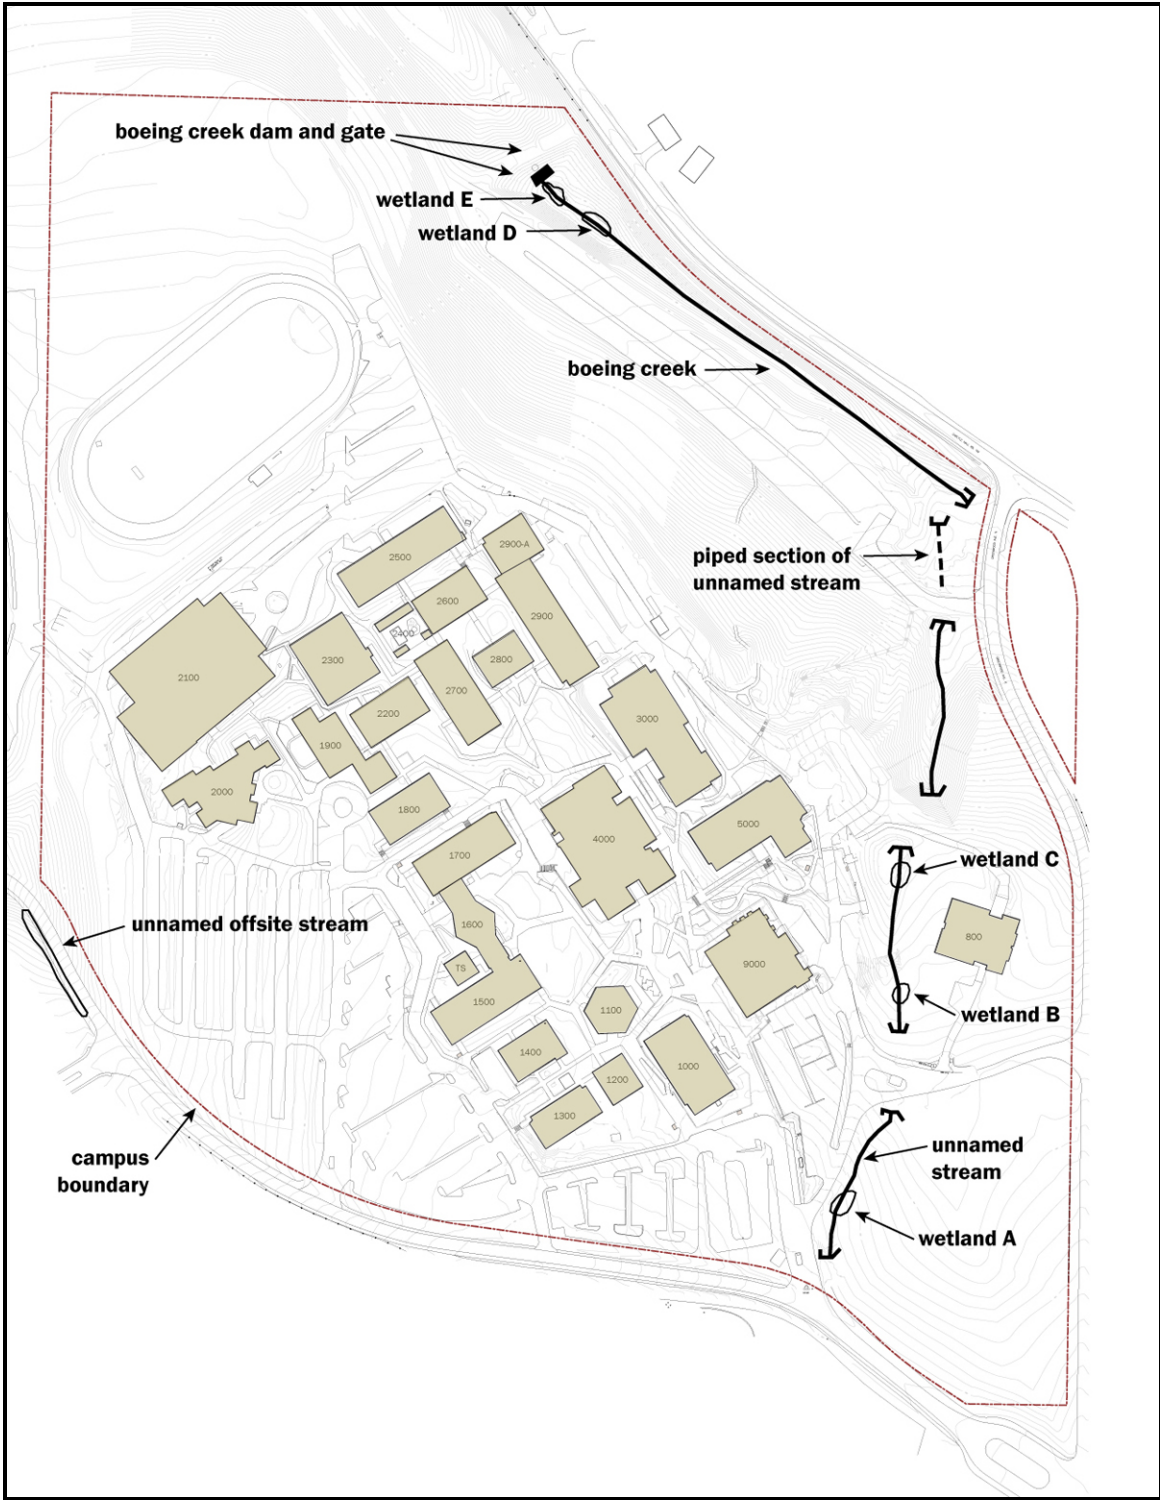 boeing creek dam and gate
wetland E
wetland D
boeing creek
piped section of
unnamed stream
2500
2900-A
2600
2900
2400
2300
2800
2100
2700
2200
3000
1900
2000
1800
5000
4000
1700
wetland C
unnamed offsite stream
1600
800
TS
9000
1500
1100
wetland B
1400
1000
1200
1300
campus
boundary
unnamed
stream
wetland A